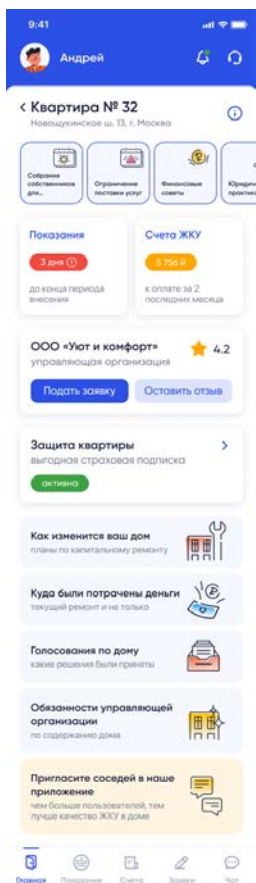 9:41
Андрей
Квартира № 32
Новощукинское ш. 13, г. Москва
Собрание
собственников
для...
Ограничение
поставки услуг
Финансовые
советы
Юридич
практик
Показания
Счета ЖКУ
3 дня
5 756 ₽
до конца периода
внесения
к оплате за 2
последних месяца
ООО «Уют и комфорт»
4.2
управляющая организация
Подать заявку
Оставить отзыв
Защита квартиры
выгодная страховая подписка
активна
Как изменится ваш дом
планы по капитальному ремонту
Куда были потрачены деньги
текущий ремонт и не только
Голосования по дому
какие решения были приняты
Обязанности управляющей
организации
по содержанию дома
Пригласите соседей в наше
приложение
чем больше пользователей, тем
лучше качество ЖКУ в доме
Главная
Показания
Счета
Заявки
Чат